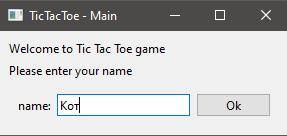 TicTacToe - Main
Welcome to Tic Tac Toe game
Please enter your name
name: Кот Ok